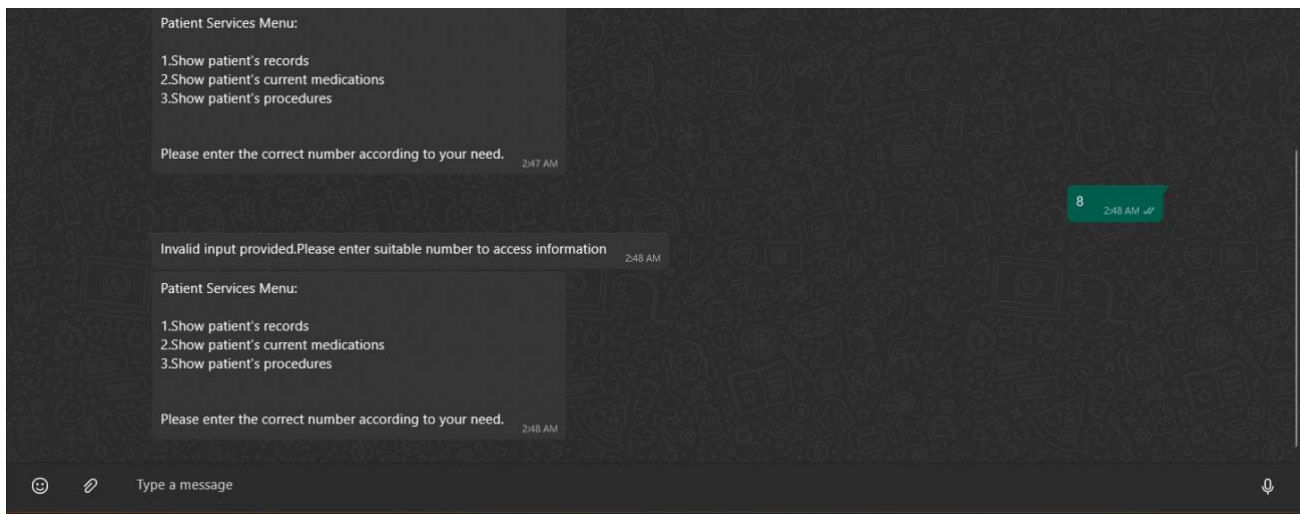 Patient Services Menu:
1.Show patient's records
2.Show patient's current medications
3.Show patient's procedures
Please enter the correct number according to your need.
2:47 AM
8
2:48 AM
Invalid input provided.Please enter suitable number to access information
2:48 AM
Patient Services Menu:
1.Show patient's records
2.Show patient's current medications
3.Show patient's procedures
Please enter the correct number according to your need.
2:48 AM
Type a message